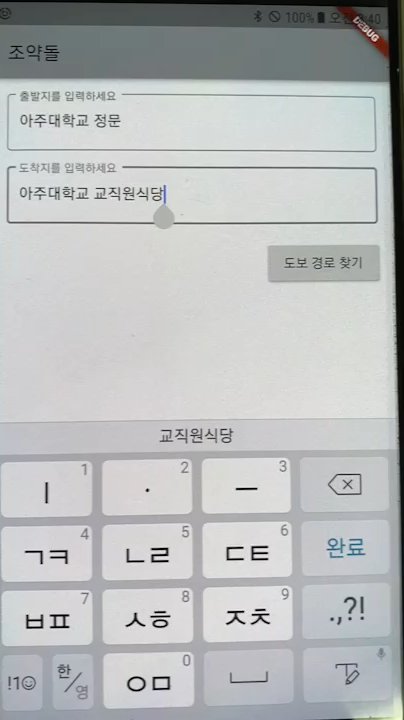 100%
DEBUG
조약돌
출발지를 입력하세요
아주대학교 정문
도착지를 입력하세요
아주대학교 교직원식당
도보 경로 찾기
교직원식당
ㅣ 1
· 2
ㅡ 3
ㄱㅋ 4
ㄴㄹ 5
ㄷㅌ 6
완료
ㅂㅍ 7
ㅅㅎ 8
ㅈㅊ 9
.,?!
!1☺
한/영
ㅇㅁ 0